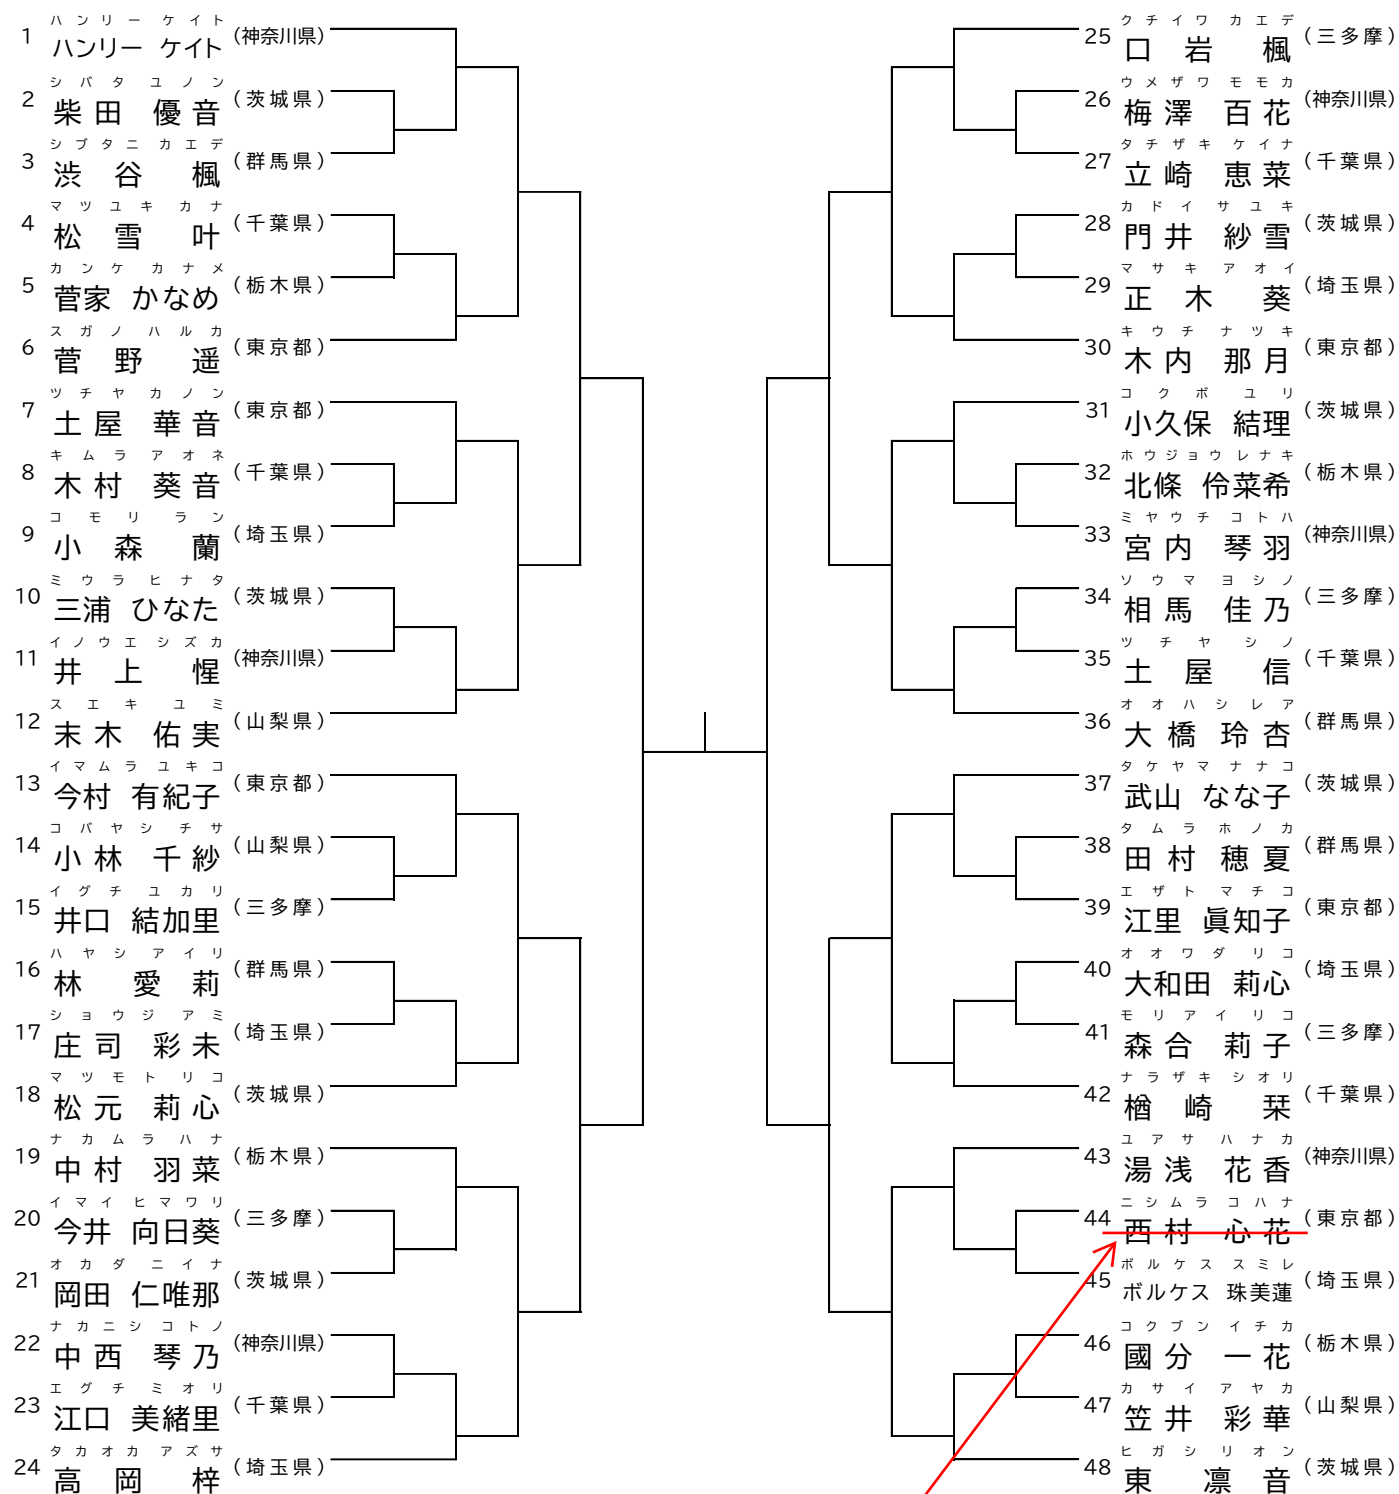 ハンリー ケイト
1 ハンリー ケイト (神奈川県)
シバタ ユノン
2 柴田 優音 (茨城県)
シブタニ カエデ
3 渋谷 楓 (群馬県)
マツユキ カナ
4 松雪 叶 (千葉県)
カンケ カナメ
5 菅家 かなめ (栃木県)
スガノ ハルカ
6 菅野 遥 (東京都)
ツチヤ カノン
7 土屋 華音 (東京都)
キムラ アオネ
8 木村 葵音 (千葉県)
コモリ ラン
9 小森 蘭 (埼玉県)
ミウラ ヒナタ
10 三浦 ひなた (茨城県)
イノウエ シズカ
11 井上 惺 (神奈川県)
スエキ ユミ
12 末木 佑実 (山梨県)
イマムラ ユキコ
13 今村 有紀子 (東京都)
コバヤシ チサ
14 小林 千紗 (山梨県)
イグチ ユカリ
15 井口 結加里 (三多摩)
ハヤシ アイリ
16 林 愛莉 (群馬県)
ショウジ アミ
17 庄司 彩未 (埼玉県)
マツモト リコ
18 松元 莉心 (茨城県)
ナカムラ ハナ
19 中村 羽菜 (栃木県)
イマイ ヒマワリ
20 今井 向日葵 (三多摩)
オカダ ニイナ
21 岡田 仁唯那 (茨城県)
ナカニシ コトノ
22 中西 琴乃 (神奈川県)
エグチ ミオリ
23 江口 美緒里 (千葉県)
タカオカ アズサ
24 高岡 梓 (埼玉県)
クチイワ カエデ
25 口岩 楓 (三多摩)
ウメザワ モモカ
26 梅澤 百花 (神奈川県)
タチザキ ケイナ
27 立崎 恵菜 (千葉県)
カドイ サユキ
28 門井 紗雪 (茨城県)
マサキ アオイ
29 正木 葵 (埼玉県)
キウチ ナツキ
30 木内 那月 (東京都)
コクボ ユリ
31 小久保 結理 (茨城県)
ホウジョウ レナキ
32 北條 伶菜希 (栃木県)
ミヤウチ コトハ
33 宮内 琴羽 (神奈川県)
ソウマ ヨシノ
34 相馬 佳乃 (三多摩)
ツチヤ シノ
35 土屋 信 (千葉県)
オオハシ レア
36 大橋 玲杏 (群馬県)
タケヤマ ナナコ
37 武山 なな子 (茨城県)
タムラ ホノカ
38 田村 穂夏 (群馬県)
エザト マチコ
39 江里 眞知子 (東京都)
オオワダ リコ
40 大和田 莉心 (埼玉県)
モリアイ リコ
41 森合 莉子 (三多摩)
ナラザキ シオリ
42 楢崎 栞 (千葉県)
ユアサ ハナカ
43 湯浅 花香 (神奈川県)
ニシムラ コハナ
44 西村 心花 (東京都)
ボルケス スミレ
45 ボルケス 珠美蓮 (埼玉県)
コクブン イチカ
46 國分 一花 (栃木県)
カサイ アヤカ
47 笠井 彩華 (山梨県)
ヒガシ リオン
48 東 凛音 (茨城県)